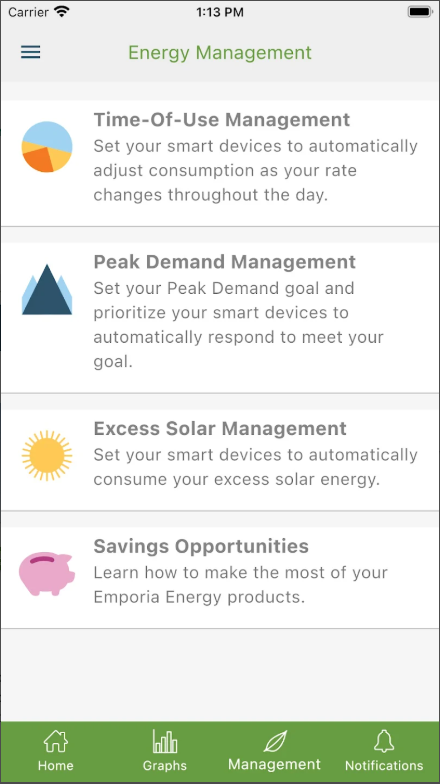 Carrier 1:13 PM
Energy Management
Time-Of-Use Management
Set your smart devices to automatically
adjust consumption as your rate
changes throughout the day.
Peak Demand Management
Set your Peak Demand goal and
prioritize your smart devices to
automatically respond to meet your
goal.
Excess Solar Management
Set your smart devices to automatically
consume your excess solar energy.
Savings Opportunities
Learn how to make the most of your
Emporia Energy products.
Home Graphs Management Notifications